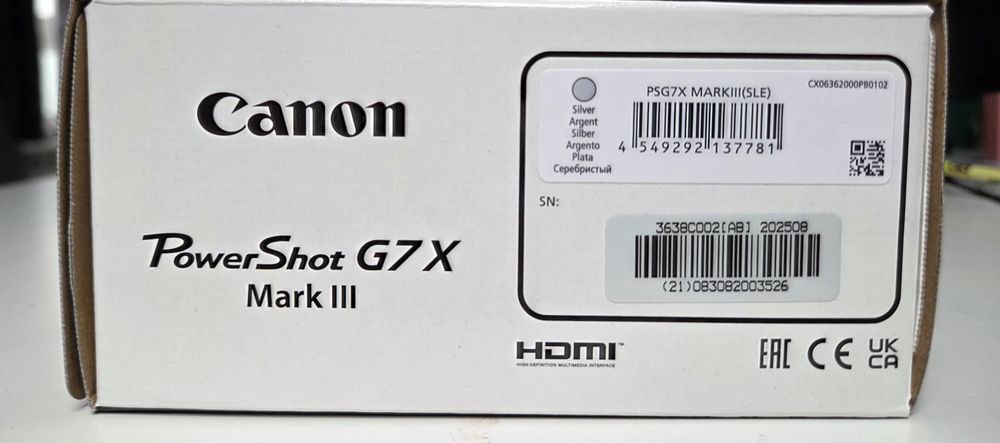 Canon
PowerShot G7 X
Mark III
PSG7X MARKIII(SLE)
CX06362000PB0102
Silver
Argent
Silber
Argento
Plata
Серебристый
4 549292 137781
SN:
3638C002[AB] 202508
(21)083082003526
HDMI™
HIGH-DEFINITION MULTIMEDIA INTERFACE
EAC CE UK
CA